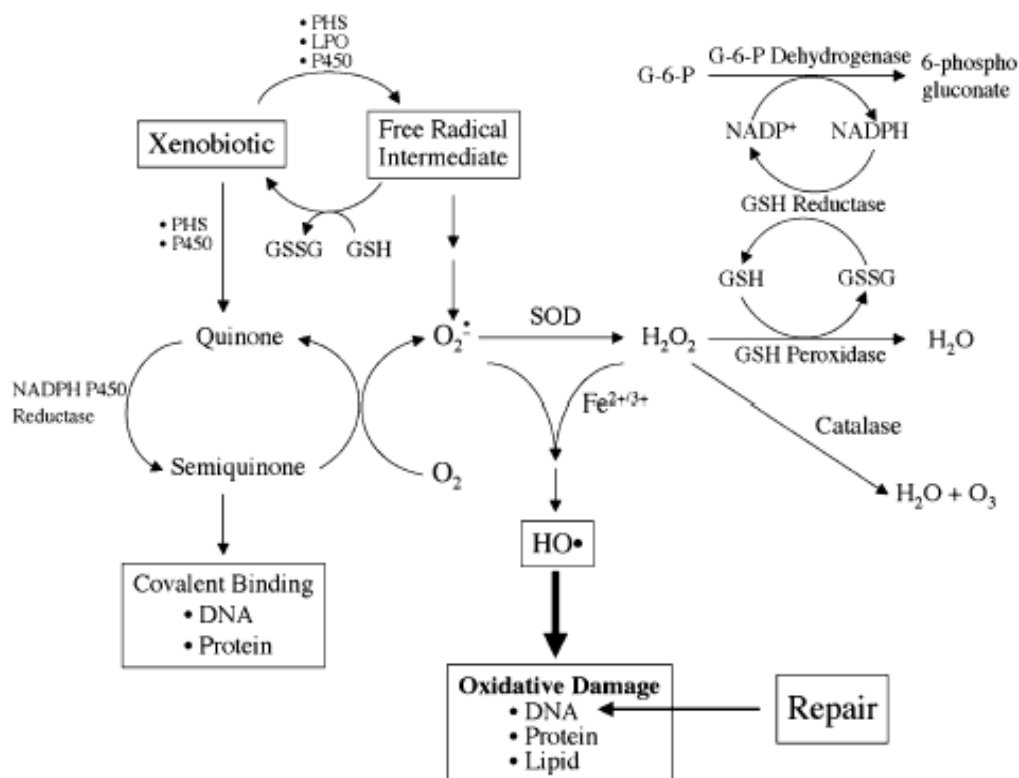 • PHS
• LPO
• P450
G-6-P Dehydrogenase
G-6-P
6-phospho
gluconate
Xenobiotic
Free Radical
Intermediate
NADP+
NADPH
GSH Reductase
• PHS
• P450
GSSG
GSH
GSH
GSSG
Quinone
O₂•̄
SOD
H₂O₂
GSH Peroxidase
H₂O
NADPH P450
Reductase
Fe2+/3+
Catalase
Semiquinone
O₂
H₂O + O₃
HO•
Covalent Binding
• DNA
• Protein
Oxidative Damage
• DNA
• Protein
• Lipid
Repair